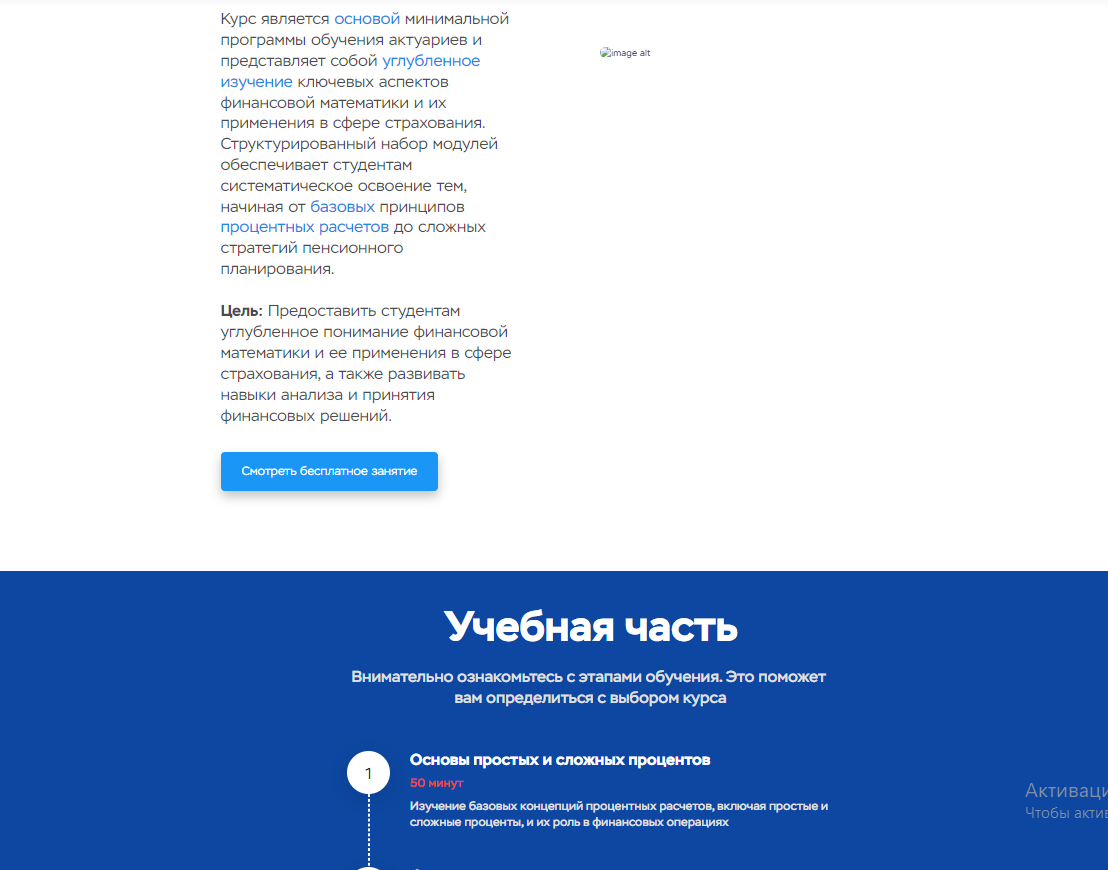 Курс является основой минимальной
программы обучения актуариев и
представляет собой углубленное
изучение ключевых аспектов
финансовой математики и их
применения в сфере страхования.
Структурированный набор модулей
обеспечивает студентам
систематическое освоение тем,
начиная от базовых принципов
процентных расчетов до сложных
стратегий пенсионного
планирования.
Цель: Предоставить студентам
углубленное понимание финансовой
математики и ее применения в сфере
страхования, а также развивать
навыки анализа и принятия
финансовых решений.
Смотреть бесплатное занятие
image alt
Учебная часть
Внимательно ознакомьтесь с этапами обучения. Это поможет
вам определиться с выбором курса
1
Основы простых и сложных процентов
50 минут
Изучение базовых концепций процентных расчетов, включая простые и
сложные проценты, и их роль в финансовых операциях
Активаци
Чтобы актив